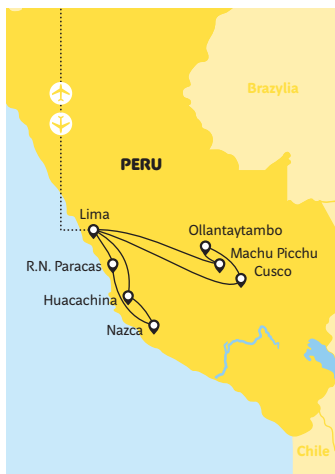 Brazylia
PERU
Lima
Ollantaytambo
Machu Picchu
R.N. Paracas
Cusco
Huacachina
Nazca
Chile